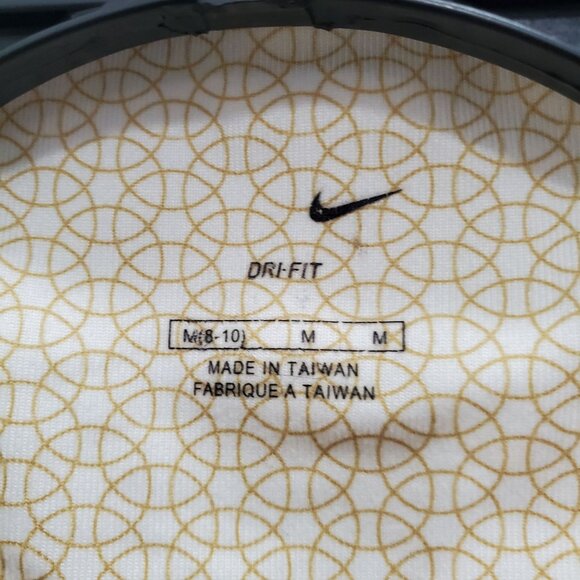 DRI-FIT
M(8-10) M M
MADE IN TAIWAN
FABRIQUE A TAIWAN